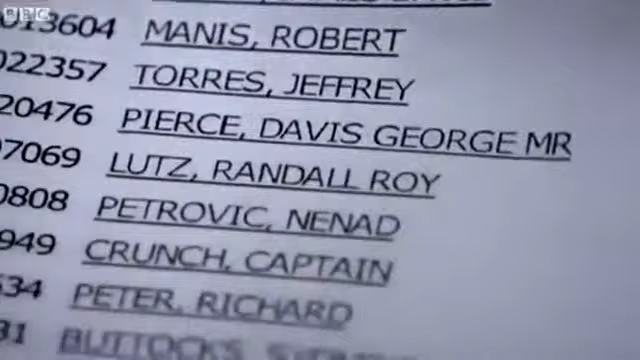 BBC
013604 MANIS, ROBERT
022357 TORRES, JEFFREY
20476 PIERCE, DAVIS GEORGE MR
7069 LUTZ, RANDALL ROY
0808 PETROVIC, NENAD
949 CRUNCH, CAPTAIN
534 PETER, RICHARD
31 BUTTOCKS,